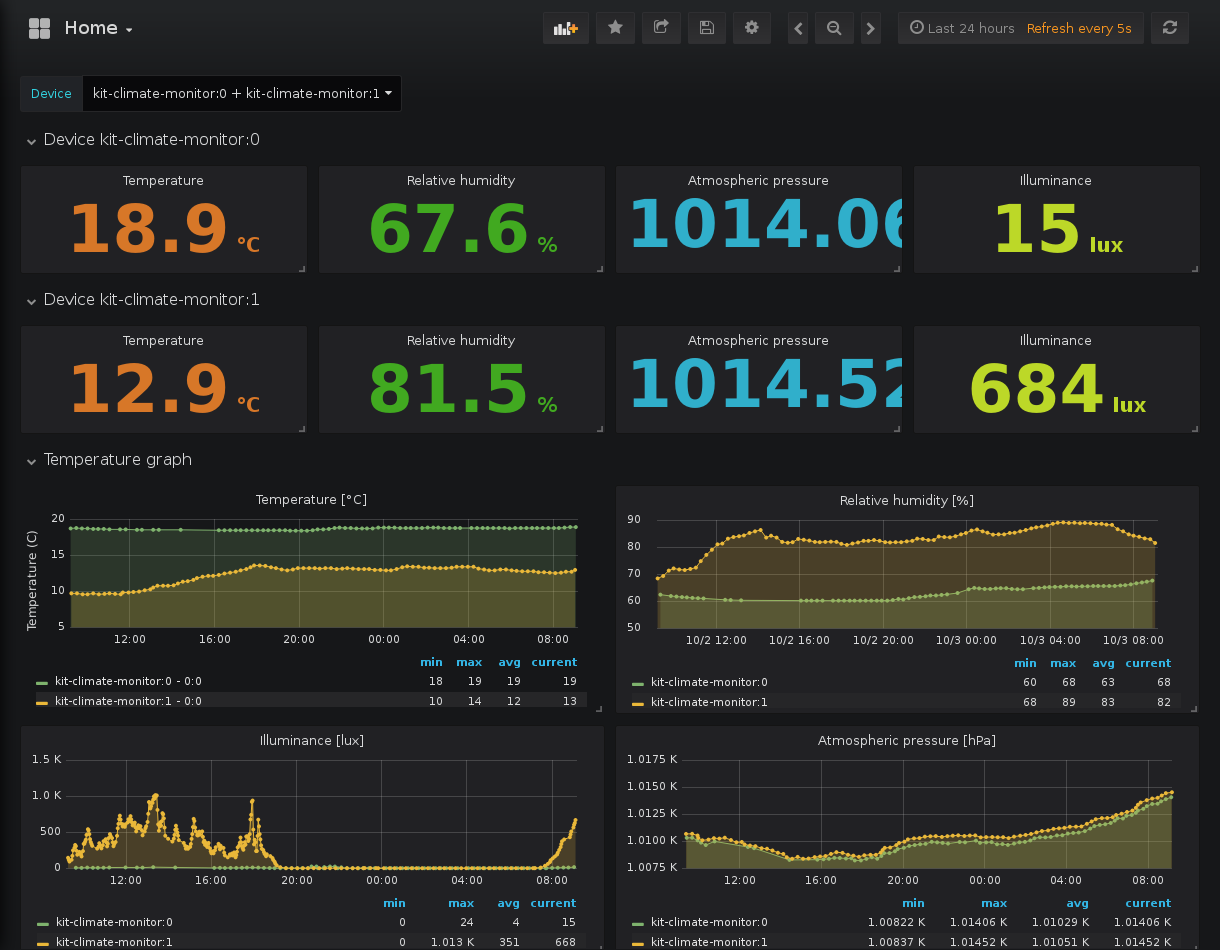 Home
Last 24 hours Refresh every 5s
Device kit-climate-monitor:0 + kit-climate-monitor:1
Device kit-climate-monitor:0
Temperature Relative humidity Atmospheric pressure Illuminance
18.9 °C 67.6 % 1014.06 15 lux
Device kit-climate-monitor:1
Temperature Relative humidity Atmospheric pressure Illuminance
12.9 °C 81.5 % 1014.52 684 lux
Temperature graph
Temperature [°C]
Temperature (C)
20
15
10
5
12:00 16:00 20:00 00:00 04:00 08:00
min max avg current
kit-climate-monitor:0 - 0:0 18 19 19 19
kit-climate-monitor:1 - 0:0 10 14 12 13
Relative humidity [%]
90
80
70
60
50
10/2 12:00 10/2 16:00 10/2 20:00 10/3 00:00 10/3 04:00 10/3 08:00
min max avg current
kit-climate-monitor:0 60 68 63 68
kit-climate-monitor:1 68 89 83 82
Illuminance [lux]
1.5 K
1.0 K
500
0
12:00 16:00 20:00 00:00 04:00 08:00
min max avg current
kit-climate-monitor:0 0 24 4 15
kit-climate-monitor:1 0 1.013 K 351 668
Atmospheric pressure [hPa]
1.0175 K
1.0150 K
1.0125 K
1.0100 K
1.0075 K
12:00 16:00 20:00 00:00 04:00 08:00
min max avg current
kit-climate-monitor:0 1.00822 K 1.01406 K 1.01029 K 1.01406 K
kit-climate-monitor:1 1.00837 K 1.01452 K 1.01051 K 1.01452 K